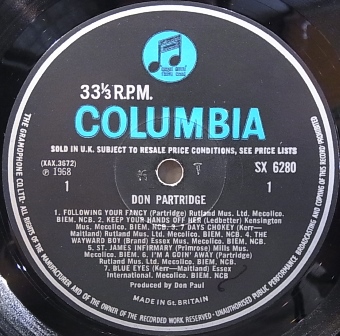 33⅓ R.P.M.
COLUMBIA
SOLD IN U.K. SUBJECT TO RESALE PRICE CONDITIONS, SEE PRICE LISTS
(XAX.3672)
SX 6280
℗ 1968
1
1
DON PARTRIDGE
1. FOLLOWING YOUR FANCY (Partridge) Rutland Mus. Ltd. Mecolico.
BIEM. NCB. 2. KEEP YOUR HANDS OFF HER (Ledbetter) Kensington
Mus. Mecolico, BIEM. NCB. 3. 7 DAYS CHOKEY (Kerr—
Maitland) Rutland Mus. Ltd. Mecolico. BIEM. NCB. 4. THE
WAYWARD BOY (Brand) Essex Mus. Mecolico. BIEM, NCB.
5. ST. JAMES INFIRMARY (Primrose) Mills Mus.
Mecolico. BIEM. 6. I'M A GOIN' AWAY (Partridge)
Rutland Mus. Ltd. Mecolico. BIEM. NCB.
7. BLUE EYES (Kerr—Maitland) Essex
International. Mecolico. BIEM. NCB
Produced by Don Paul
MADE IN GT. BRITAIN
THE GRAMOPHONE CO. LTD. ALL RIGHTS OF THE MANUFACTURER AND OF THE OWNER OF THE RECORDED WORK RESERVED · UNAUTHORISED PUBLIC PERFORMANCE BROADCASTING AND COPYING OF THIS RECORD PROHIBITED